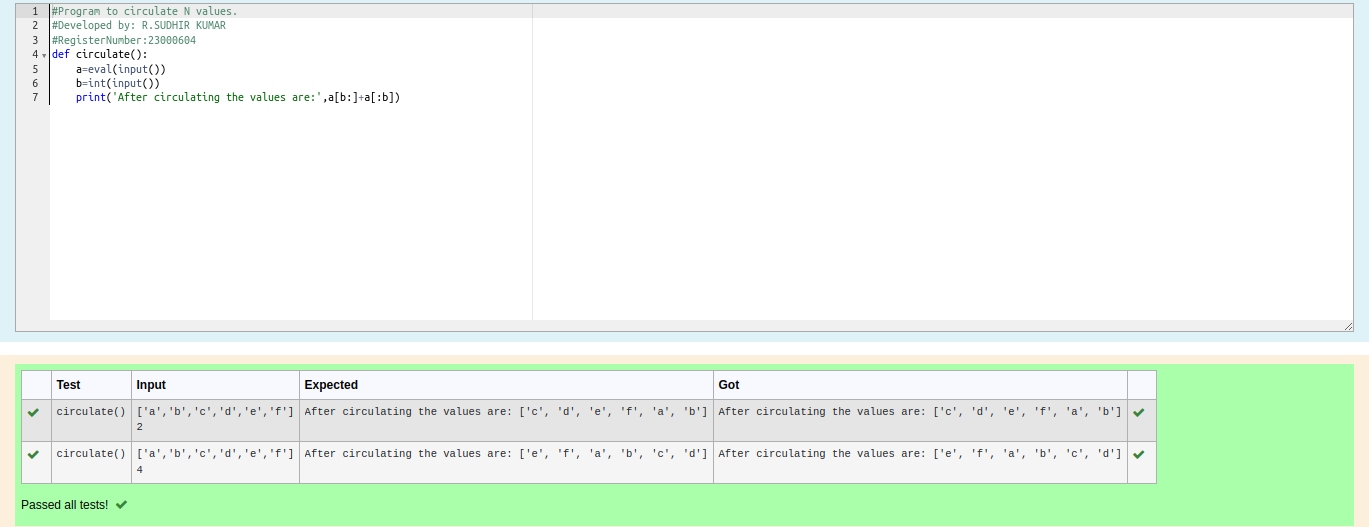 1 #Program to circulate N values.
2 #Developed by: R.SUDHIR KUMAR
3 #RegisterNumber:23000604
4 def circulate():
5     a=eval(input())
6     b=int(input())
7     print('After circulating the values are:',a[b:]+a[:b])
Test Input Expected Got
circulate() ['a','b','c','d','e','f'] After circulating the values are: ['c', 'd', 'e', 'f', 'a', 'b'] After circulating the values are: ['c', 'd', 'e', 'f', 'a', 'b']
2
circulate() ['a','b','c','d','e','f'] After circulating the values are: ['e', 'f', 'a', 'b', 'c', 'd'] After circulating the values are: ['e', 'f', 'a', 'b', 'c', 'd']
4
Passed all tests!